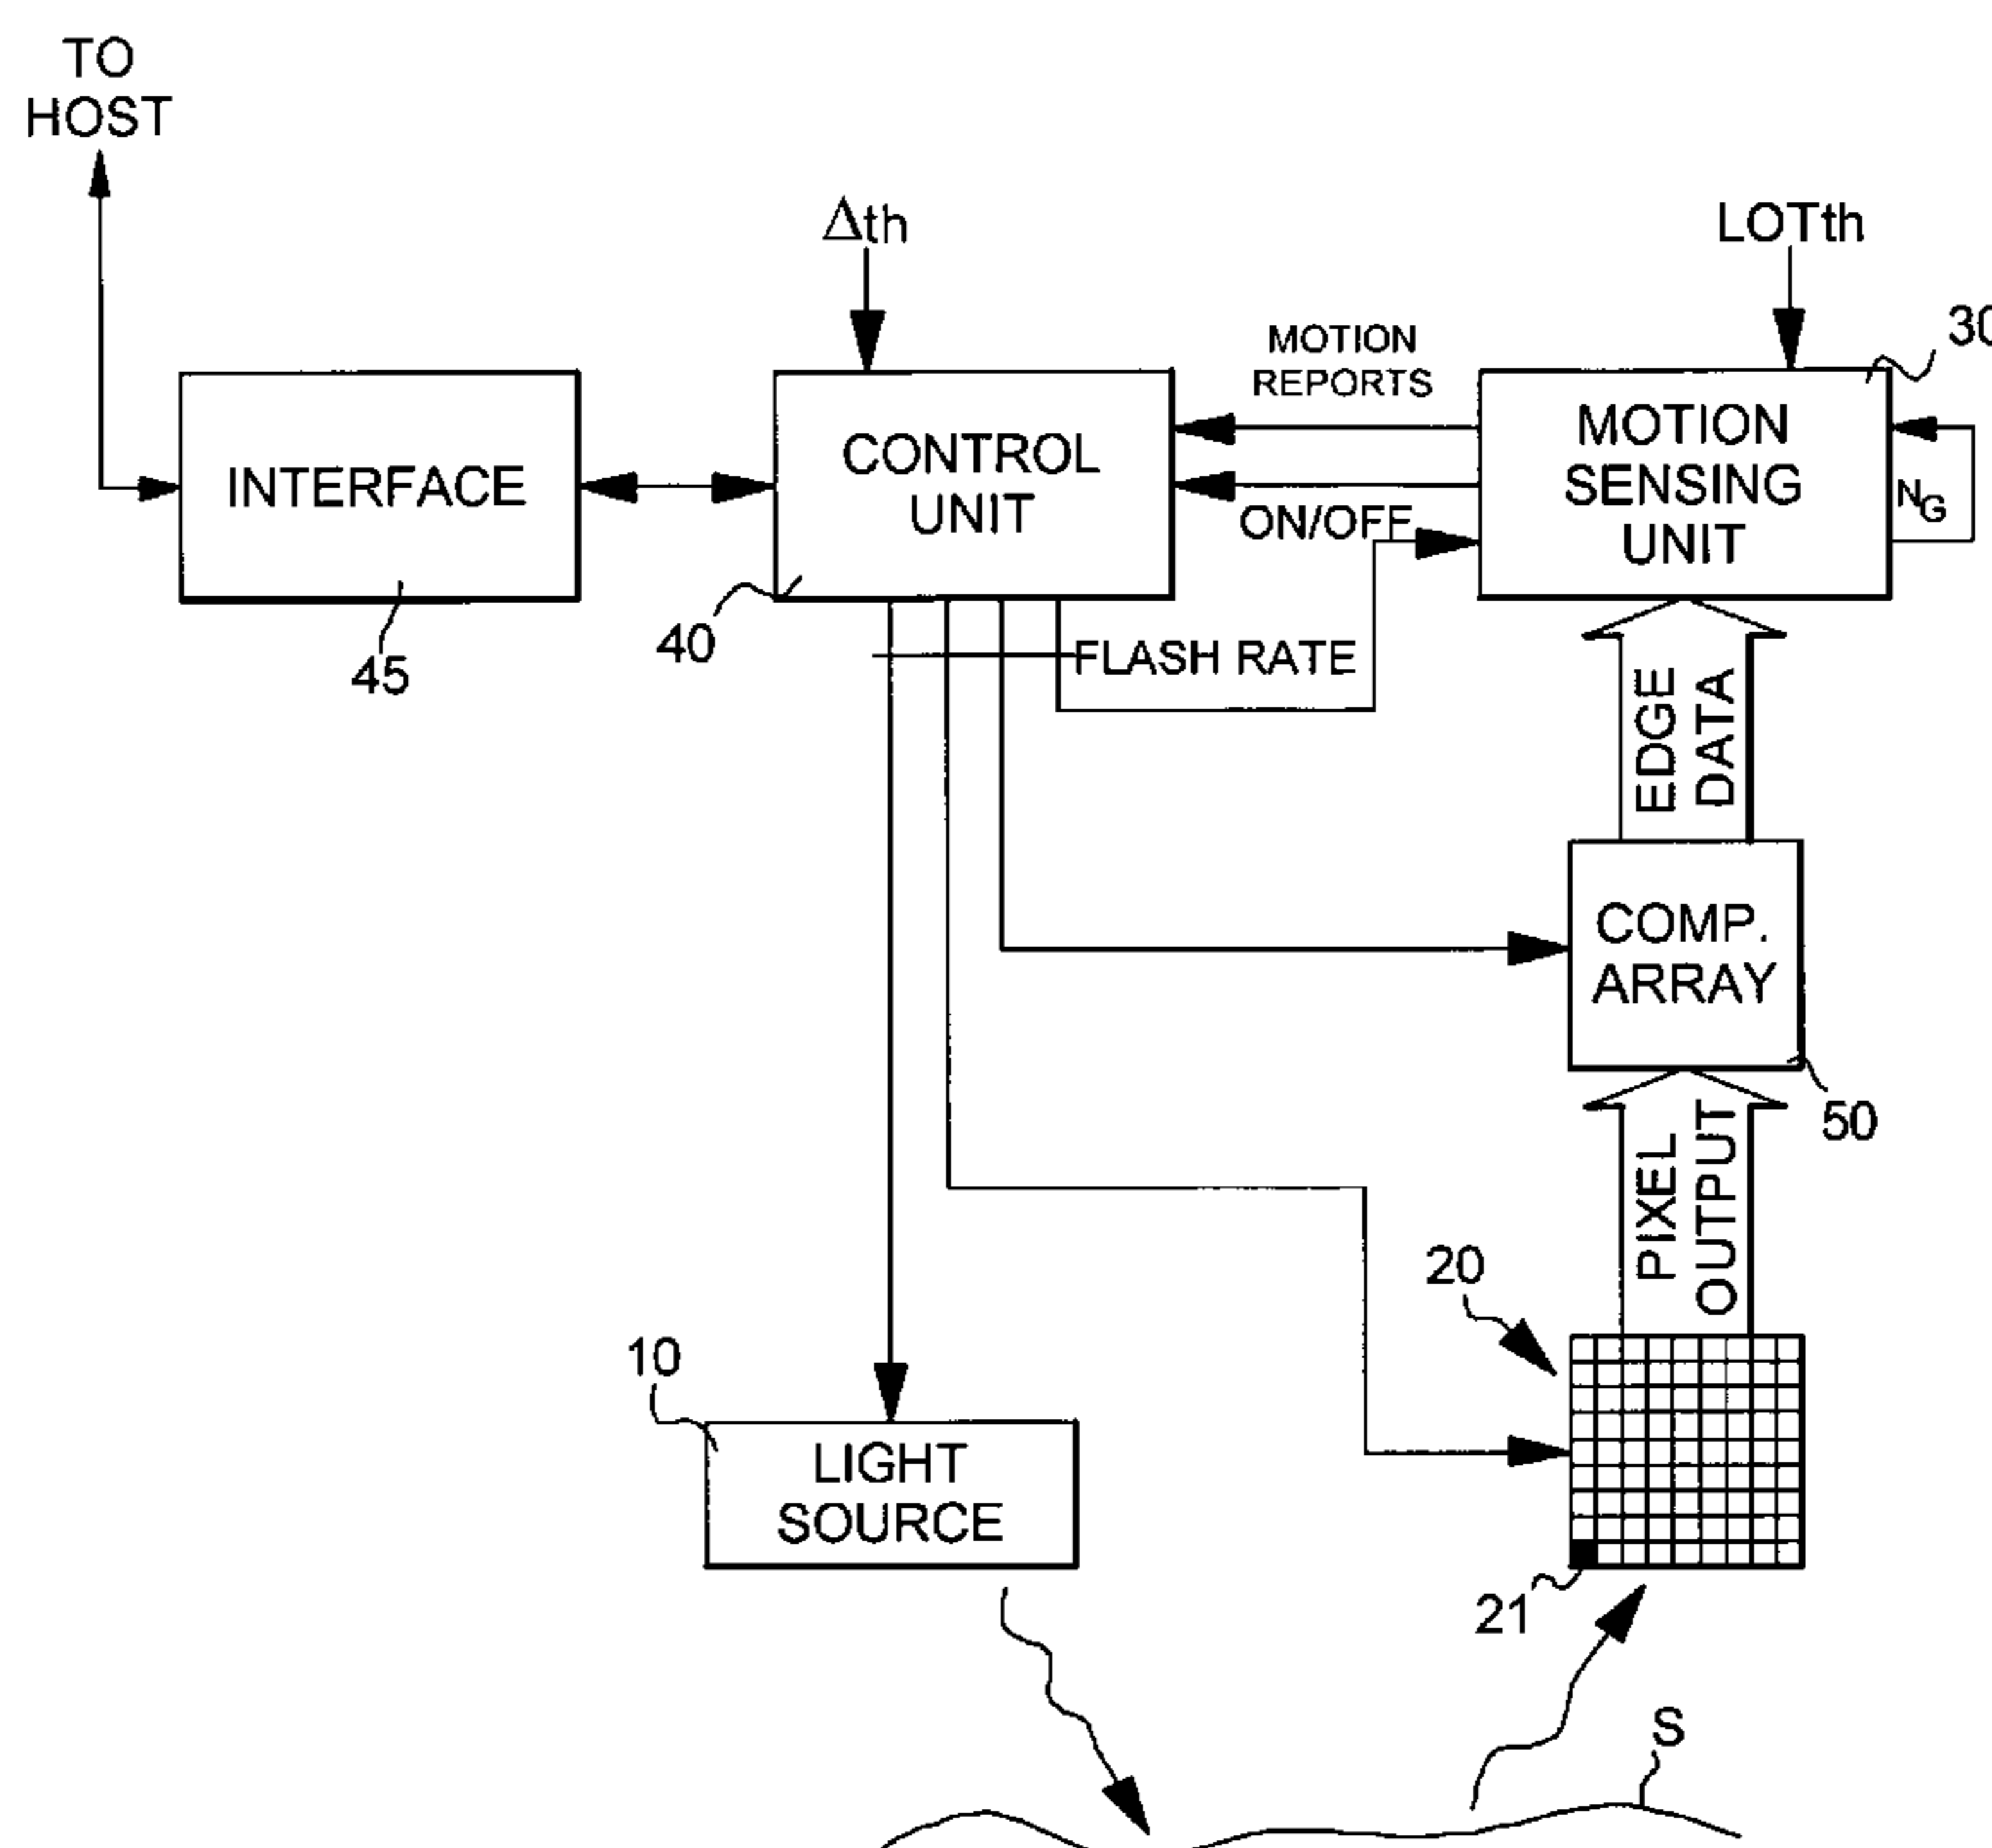 TO
HOST
Δth
LOTth
30
MOTION
REPORTS
INTERFACE
CONTROL
UNIT
MOTION
SENSING
UNIT
NG
ON/OFF
45
40
FLASH RATE
EDGE
DATA
COMP.
ARRAY
50
PIXEL
OUTPUT
20
10
LIGHT
SOURCE
21
S